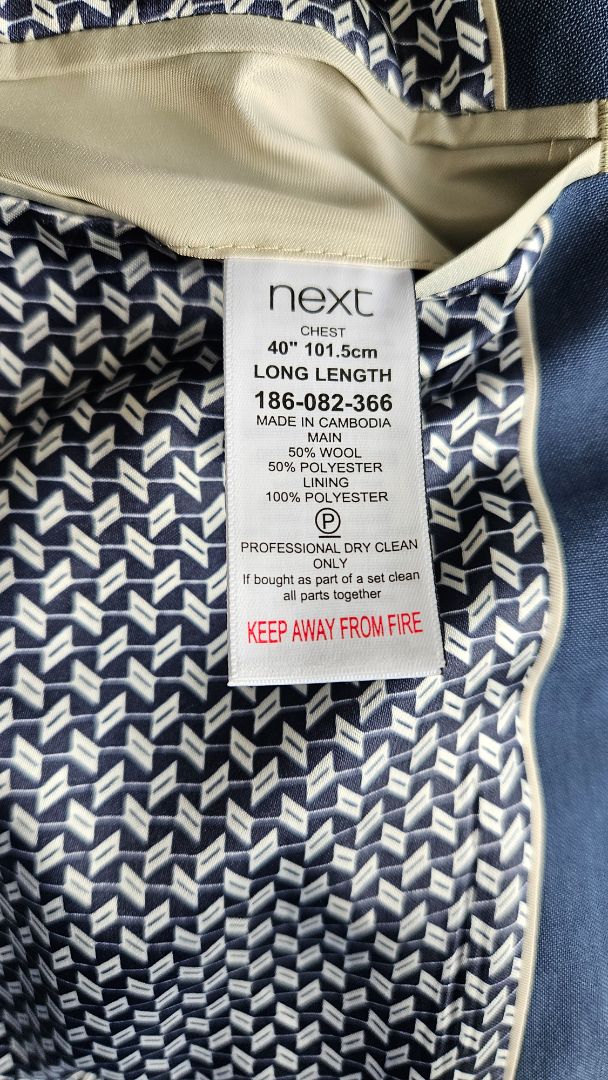 next
CHEST
40" 101.5cm
LONG LENGTH
186-082-366
MADE IN CAMBODIA
MAIN
50% WOOL
50% POLYESTER
LINING
100% POLYESTER
P
PROFESSIONAL DRY CLEAN
ONLY
If bought as part of a set clean
all parts together
KEEP AWAY FROM FIRE